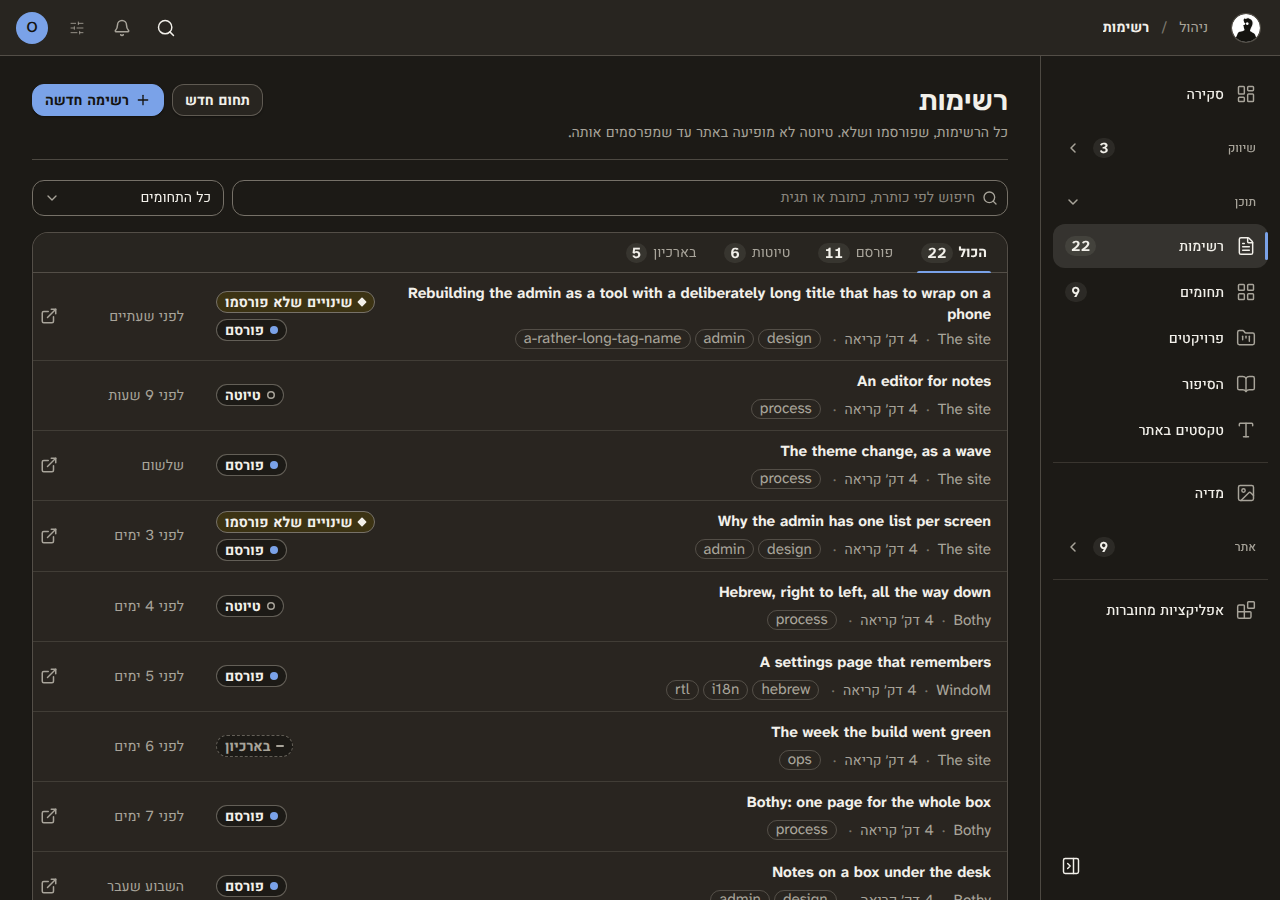 ניהול / רשימות
O
סקירה
שיווק 3
תוכן
רשימות 22
תחומים 9
פרויקטים
הסיפור
טקסטים באתר
מדיה
אתר 9
אפליקציות מחוברות
רשימות
תחום חדש
רשימה חדשה
כל הרשימות, שפורסמו ושלא. טיוטה לא מופיעה באתר עד שמפרסמים אותה.
חיפוש לפי כותרת, כתובת או תגית
כל התחומים
הכול 22 פורסם 11 טיוטות 6 בארכיון 5
Rebuilding the admin as a tool with a deliberately long title that has to wrap on a
phone
The site · 4 דק׳ קריאה · design admin a-rather-long-tag-name
שינויים שלא פורסמו
פורסם
לפני שעתיים
An editor for notes
The site · 4 דק׳ קריאה · process
טיוטה
לפני 9 שעות
The theme change, as a wave
The site · 4 דק׳ קריאה · process
פורסם
שלשום
Why the admin has one list per screen
The site · 4 דק׳ קריאה · design admin
שינויים שלא פורסמו
פורסם
לפני 3 ימים
Hebrew, right to left, all the way down
Bothy · 4 דק׳ קריאה · process
טיוטה
לפני 4 ימים
A settings page that remembers
WindoM · 4 דק׳ קריאה · hebrew i18n rtl
פורסם
לפני 5 ימים
The week the build went green
The site · 4 דק׳ קריאה · ops
בארכיון
לפני 6 ימים
Bothy: one page for the whole box
Bothy · 4 דק׳ קריאה · process
פורסם
לפני 7 ימים
Notes on a box under the desk
Bothy · 4 דק׳ קריאה · design admin
פורסם
השבוע שעבר